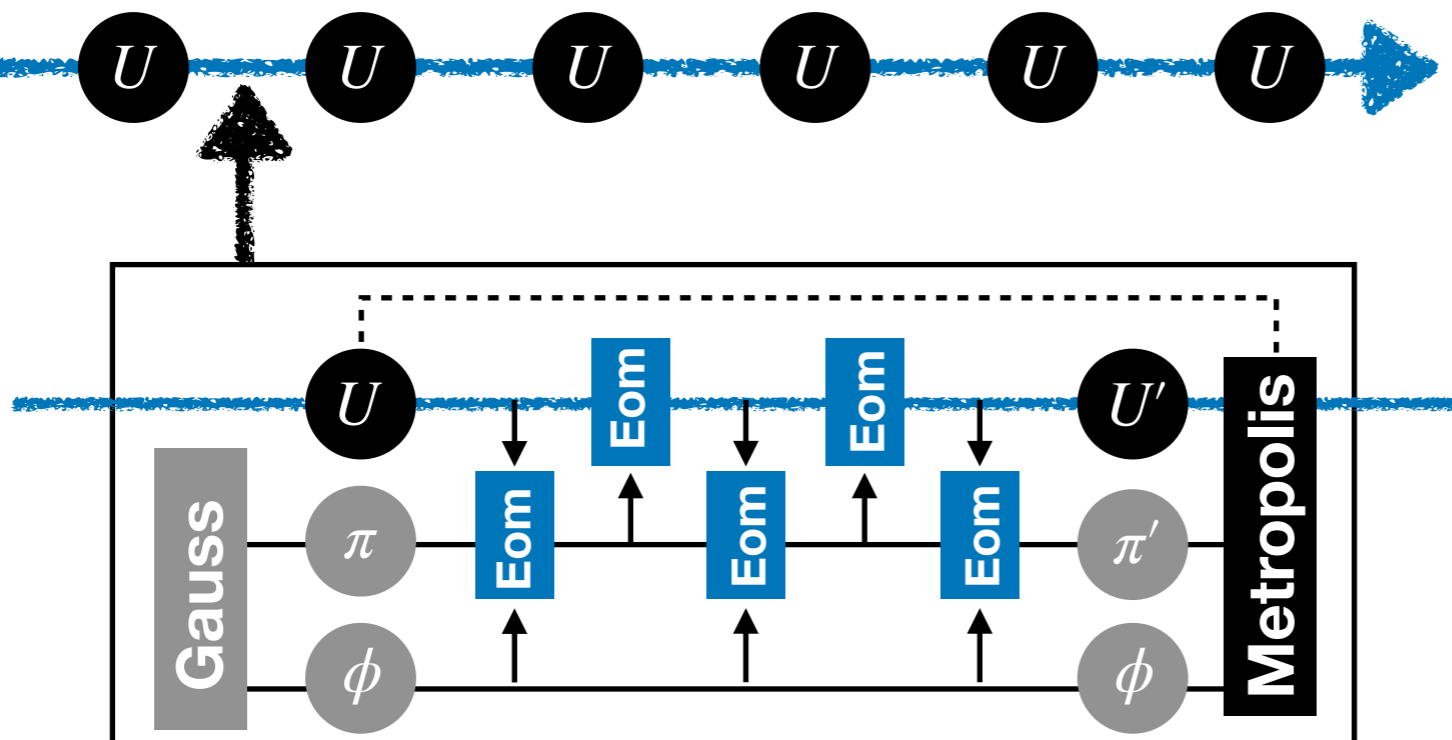 U U U U U U
Eom Eom
U U′
Eom Eom Eom
Gauss π π′ Metropolis
ϕ ϕ